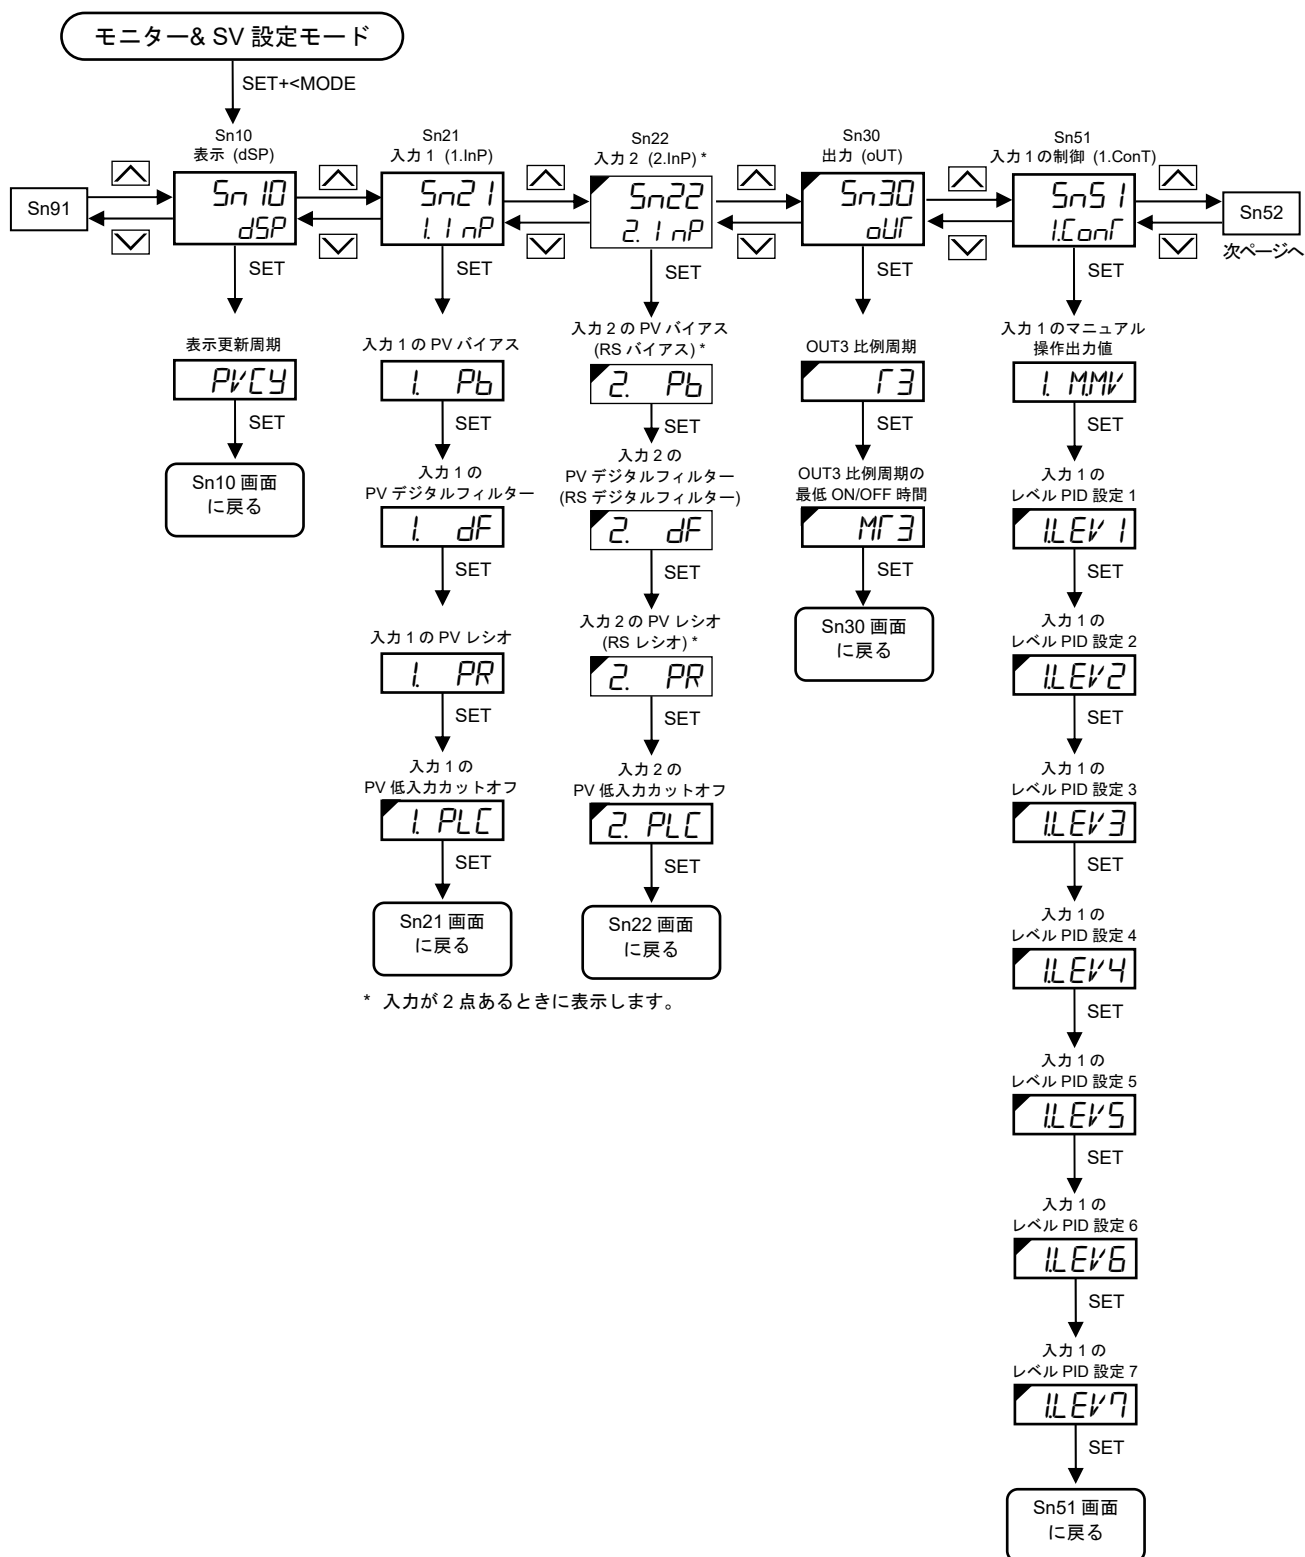 モニター& SV 設定モード
SET+<MODE
Sn91
Sn10
表示 (dSP)
Sn10
dSP
SET
表示更新周期
PVCY
SET
Sn10 画面
に戻る
Sn21
入力 1 (1.InP)
Sn21
1. InP
SET
入力 1 の PV バイアス
1. Pb
SET
入力 1 の
PV デジタルフィルター
1. dF
SET
入力 1 の PV レシオ
1. PR
SET
入力 1 の
PV 低入力カットオフ
1. PLC
SET
Sn21 画面
に戻る
Sn22
入力 2 (2.InP) *
Sn22
2. InP
SET
入力 2 の PV バイアス
(RS バイアス) *
2. Pb
SET
入力 2 の
PV デジタルフィルター
(RS デジタルフィルター)
2. dF
SET
入力 2 の PV レシオ
(RS レシオ) *
2. PR
SET
入力 2 の
PV 低入力カットオフ
2. PLC
SET
Sn22 画面
に戻る
* 入力が 2 点あるときに表示します。
Sn30
出力 (oUT)
Sn30
oUT
SET
OUT3 比例周期
T3
SET
OUT3 比例周期の
最低 ON/OFF 時間
MT3
SET
Sn30 画面
に戻る
Sn51
入力 1 の制御 (1.ConT)
Sn51
1.ConT
SET
入力 1 のマニュアル
操作出力値
1. M.MV
SET
入力 1 の
レベル PID 設定 1
1.LEV1
SET
入力 1 の
レベル PID 設定 2
1.LEV2
SET
入力 1 の
レベル PID 設定 3
1.LEV3
SET
入力 1 の
レベル PID 設定 4
1.LEV4
SET
入力 1 の
レベル PID 設定 5
1.LEV5
SET
入力 1 の
レベル PID 設定 6
1.LEV6
SET
入力 1 の
レベル PID 設定 7
1.LEV7
SET
Sn51 画面
に戻る
Sn52
次ページへ